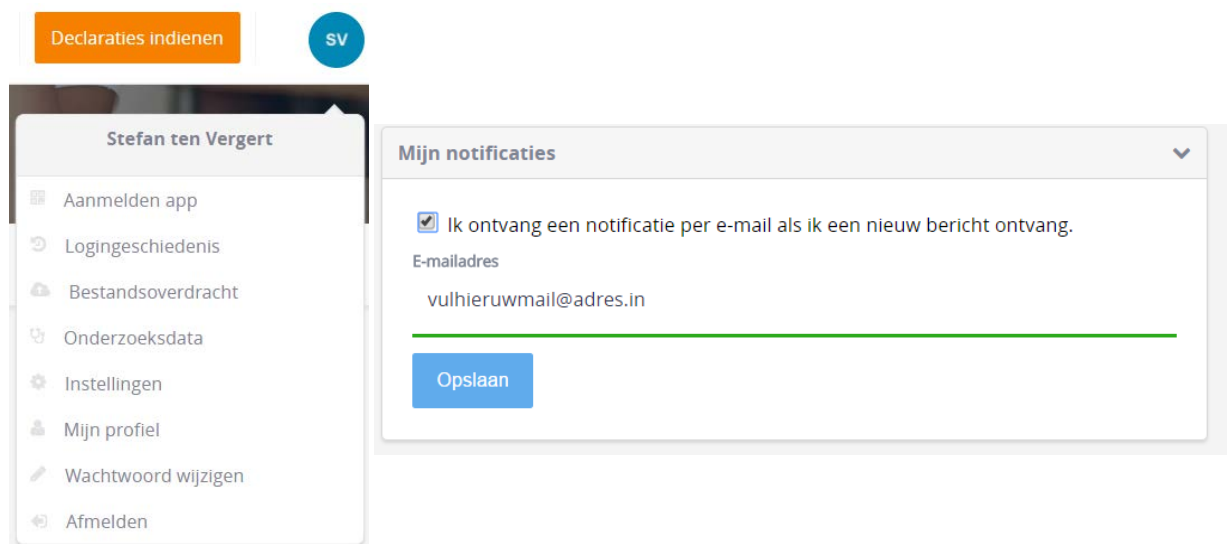 Declaraties indienen
SV
Stefan ten Vergert
Aanmelden app
Logingeschiedenis
Bestandsoverdracht
Onderzoeksdata
Instellingen
Mijn profiel
Wachtwoord wijzigen
Afmelden
Mijn notificaties
Ik ontvang een notificatie per e-mail als ik een nieuw bericht ontvang.
E-mailadres
vulhieruwmail@adres.in
Opslaan